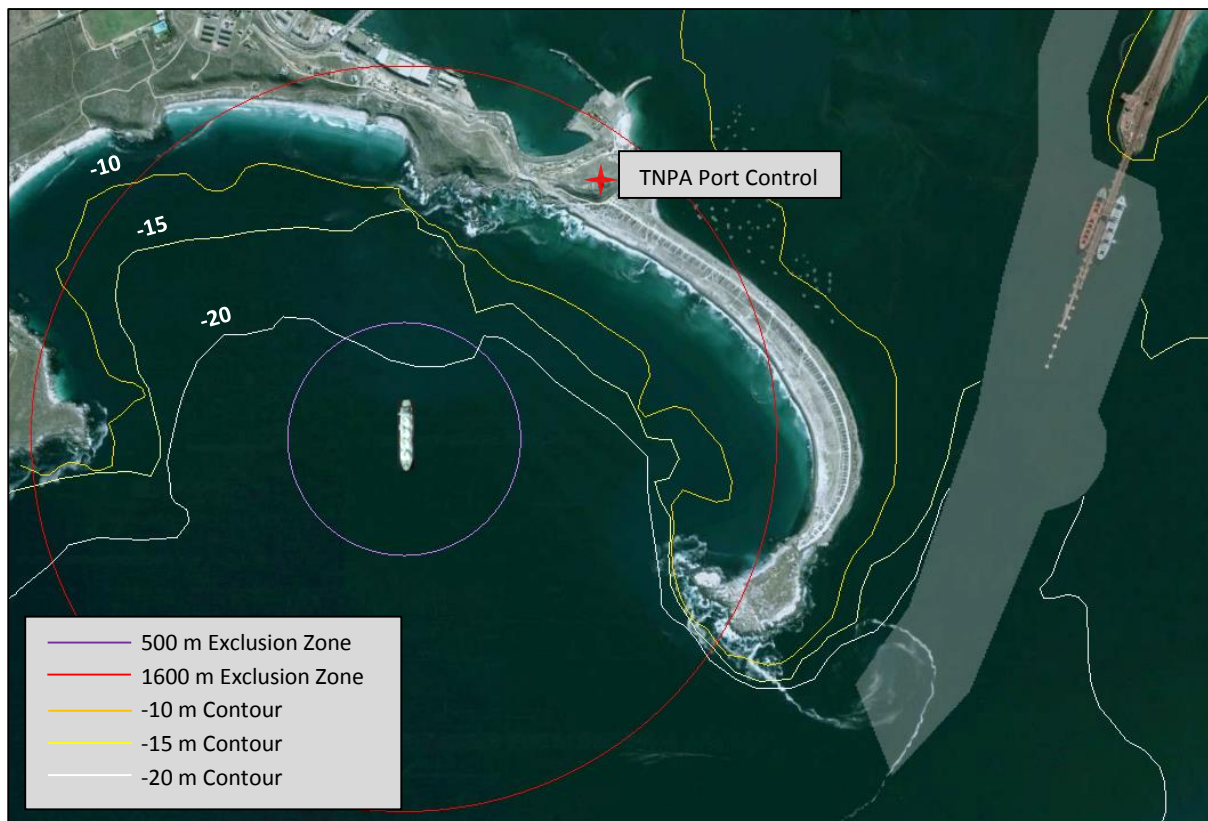 -10
TNPA Port Control
-15
-20
500 m Exclusion Zone
1600 m Exclusion Zone
-10 m Contour
-15 m Contour
-20 m Contour